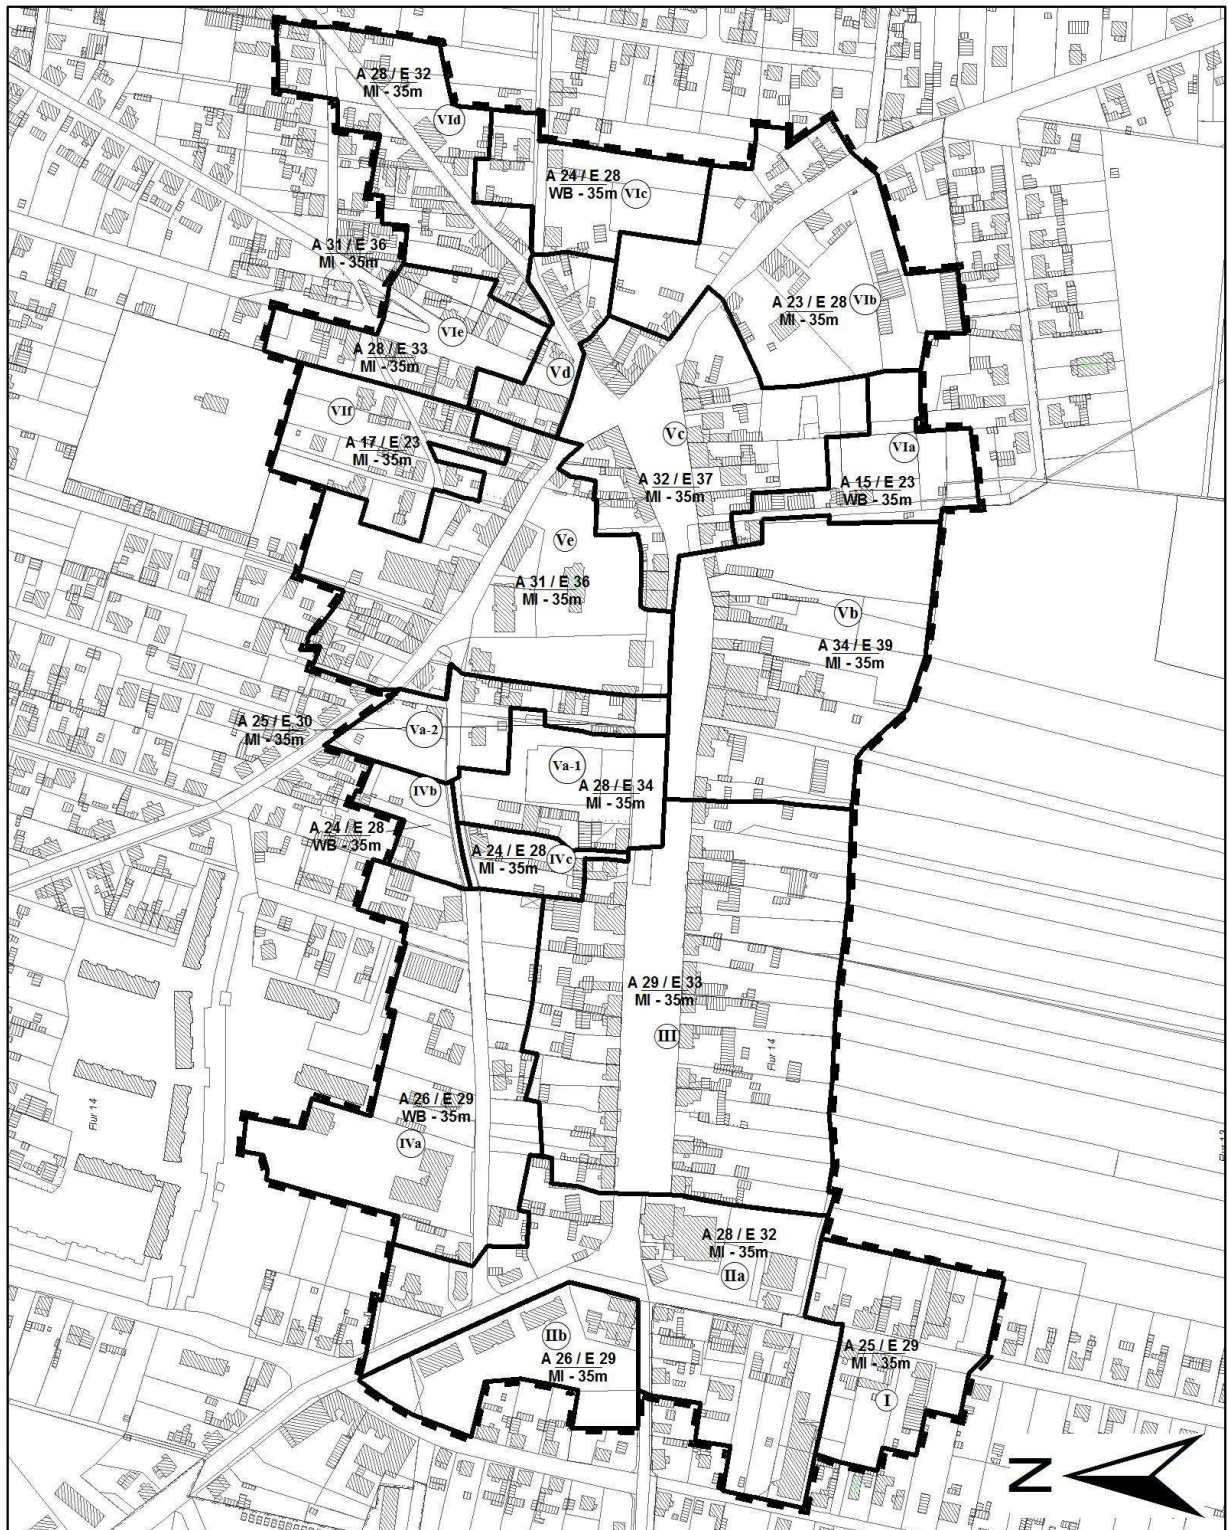 A 28 / E 32
MI - 35m
VId
A 24 / E 28
WB - 35m
VIc
A 31 / E 36
MI - 35m
A 23 / E 28
MI - 35m
VIb
VIe
A 28 / E 33
MI - 35m
Vd
VIf
A 17 / E 23
MI - 35m
Vc
VIa
A 32 / E 37
MI - 35m
A 15 / E 23
WB - 35m
Ve
A 31 / E 36
MI - 35m
Vb
A 34 / E 39
MI - 35m
A 25 / E 30
MI - 35m
Va-2
Va-1
A 28 / E 34
MI - 35m
IVb
A 24 / E 28
WB - 35m
A 24 / E 28
MI - 35m
IVc
A 29 / E 33
MI - 35m
III
Flur 14
A 26 / E 29
WB - 35m
Flur 14
IVa
A 28 / E 32
MI - 35m
IIa
IIb
A 26 / E 29
MI - 35m
A 25 / E 29
MI - 35m
I
N